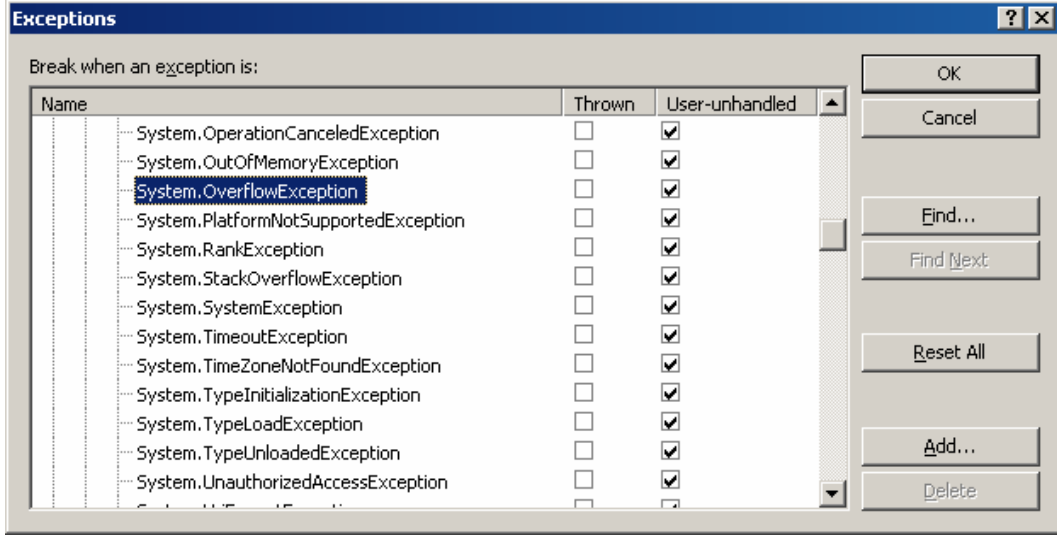 Exceptions
Break when an exception is:
Name Thrown User-unhandled
System.OperationCanceledException
System.OutOfMemoryException
System.OverflowException
System.PlatformNotSupportedException
System.RankException
System.StackOverflowException
System.SystemException
System.TimeoutException
System.TimeZoneNotFoundException
System.TypeInitializationException
System.TypeLoadException
System.TypeUnloadedException
System.UnauthorizedAccessException
OK
Cancel
Find...
Find Next
Reset All
Add...
Delete